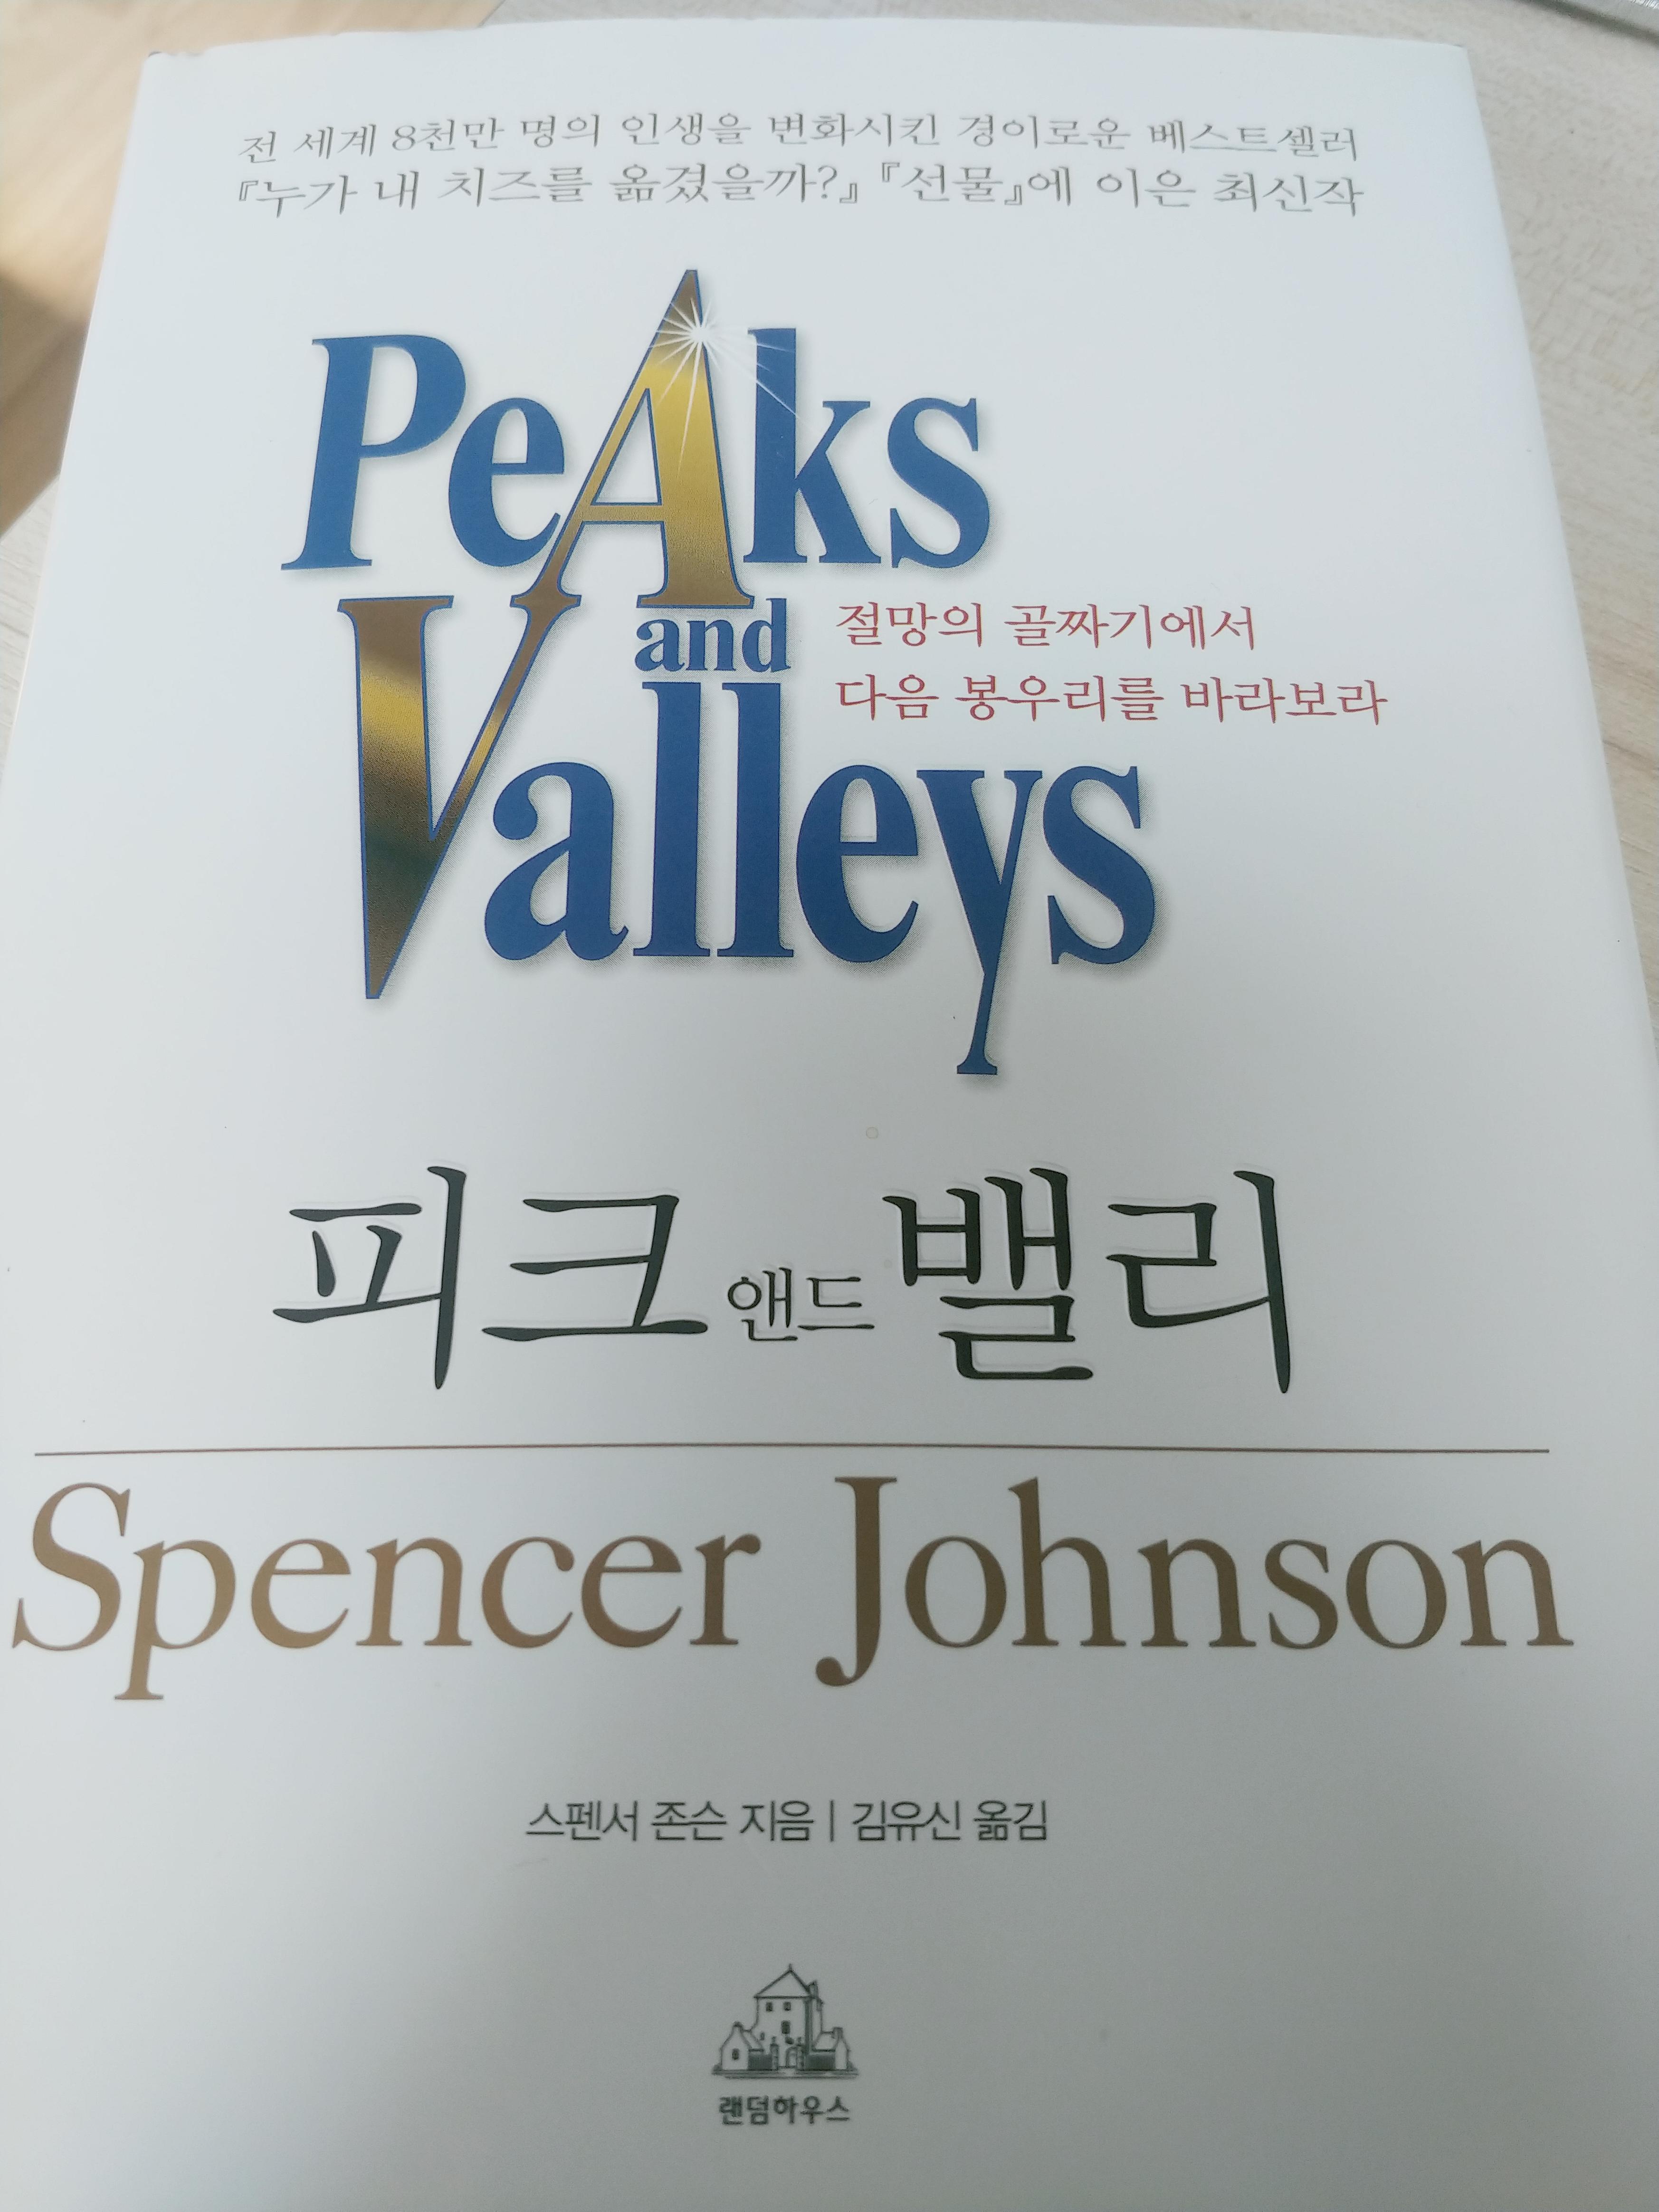 전 세계 8천만 명의 인생을 변화시킨 경이로운 베스트셀러
『누가 내 치즈를 옮겼을까?』『선물』에 이은 최신작
PeAks
and
Valleys
절망의 골짜기에서
다음 봉우리를 바라보라
피크 앤드 밸리
Spencer Johnson
스펜서 존슨 지음 | 김유신 옮김
랜덤하우스